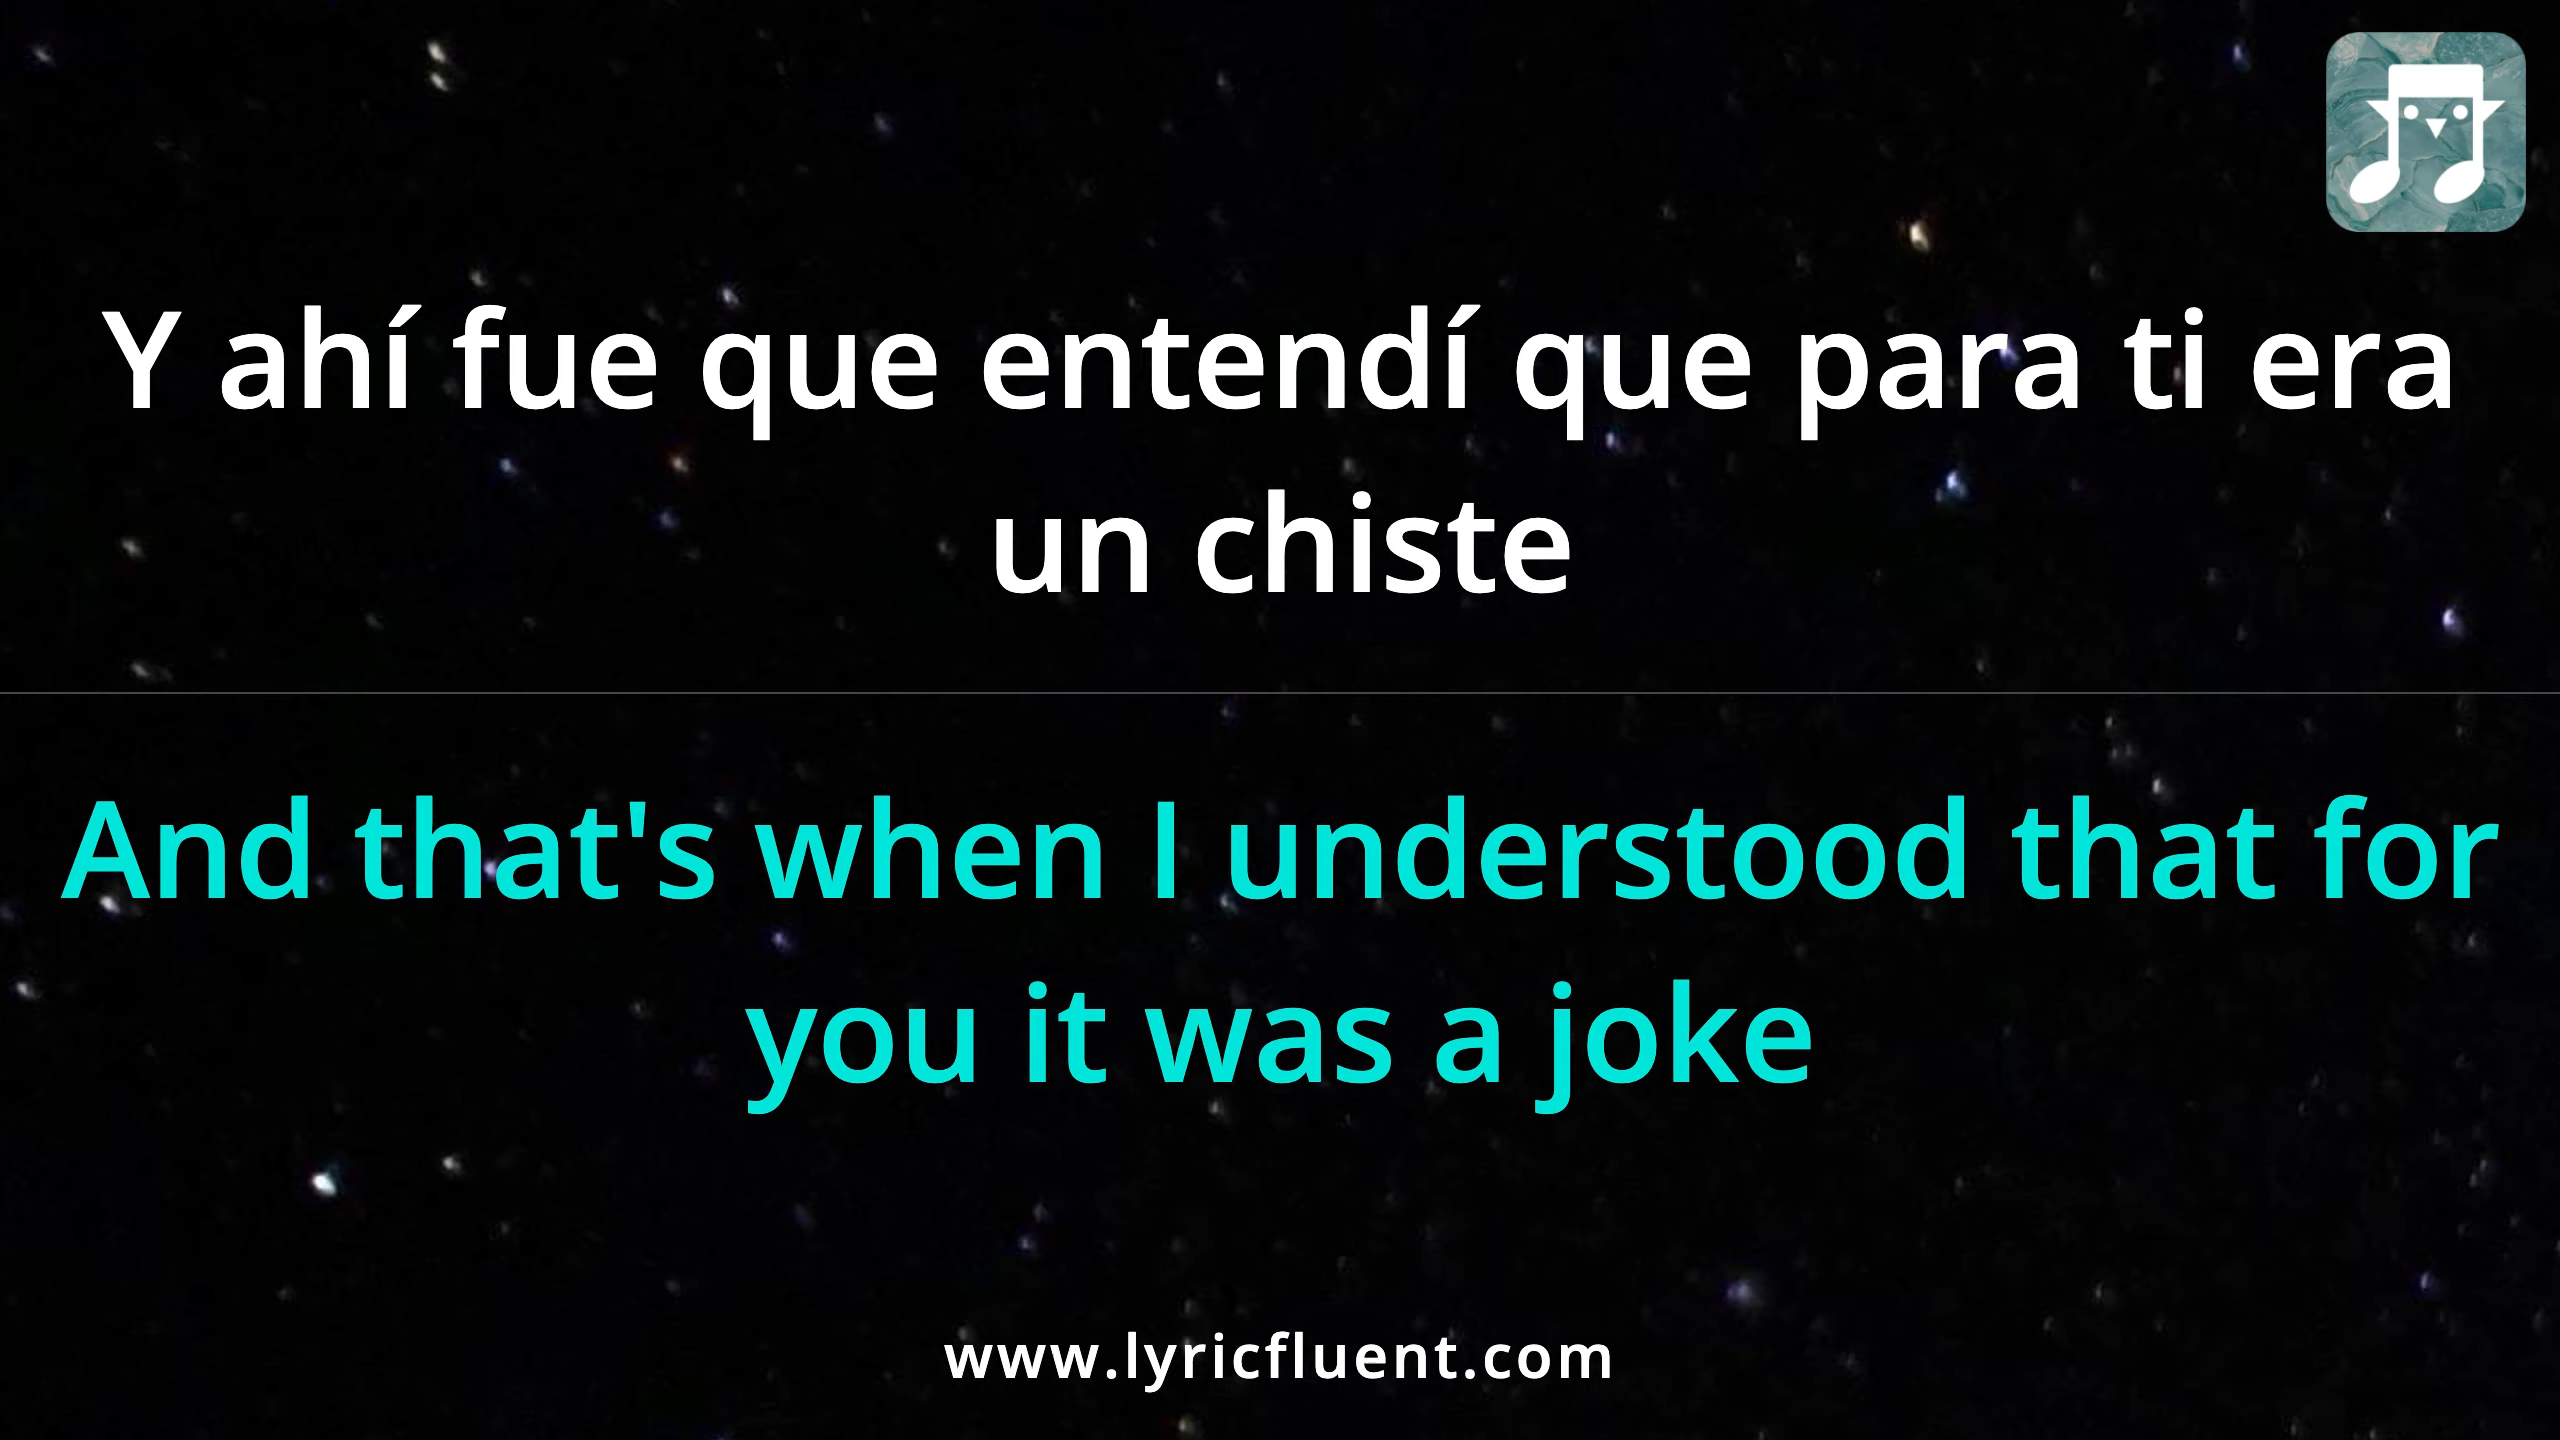 Y ahí fue que entendí que para ti era
un chiste
And that's when I understood that for
you it was a joke
www.lyricfluent.com